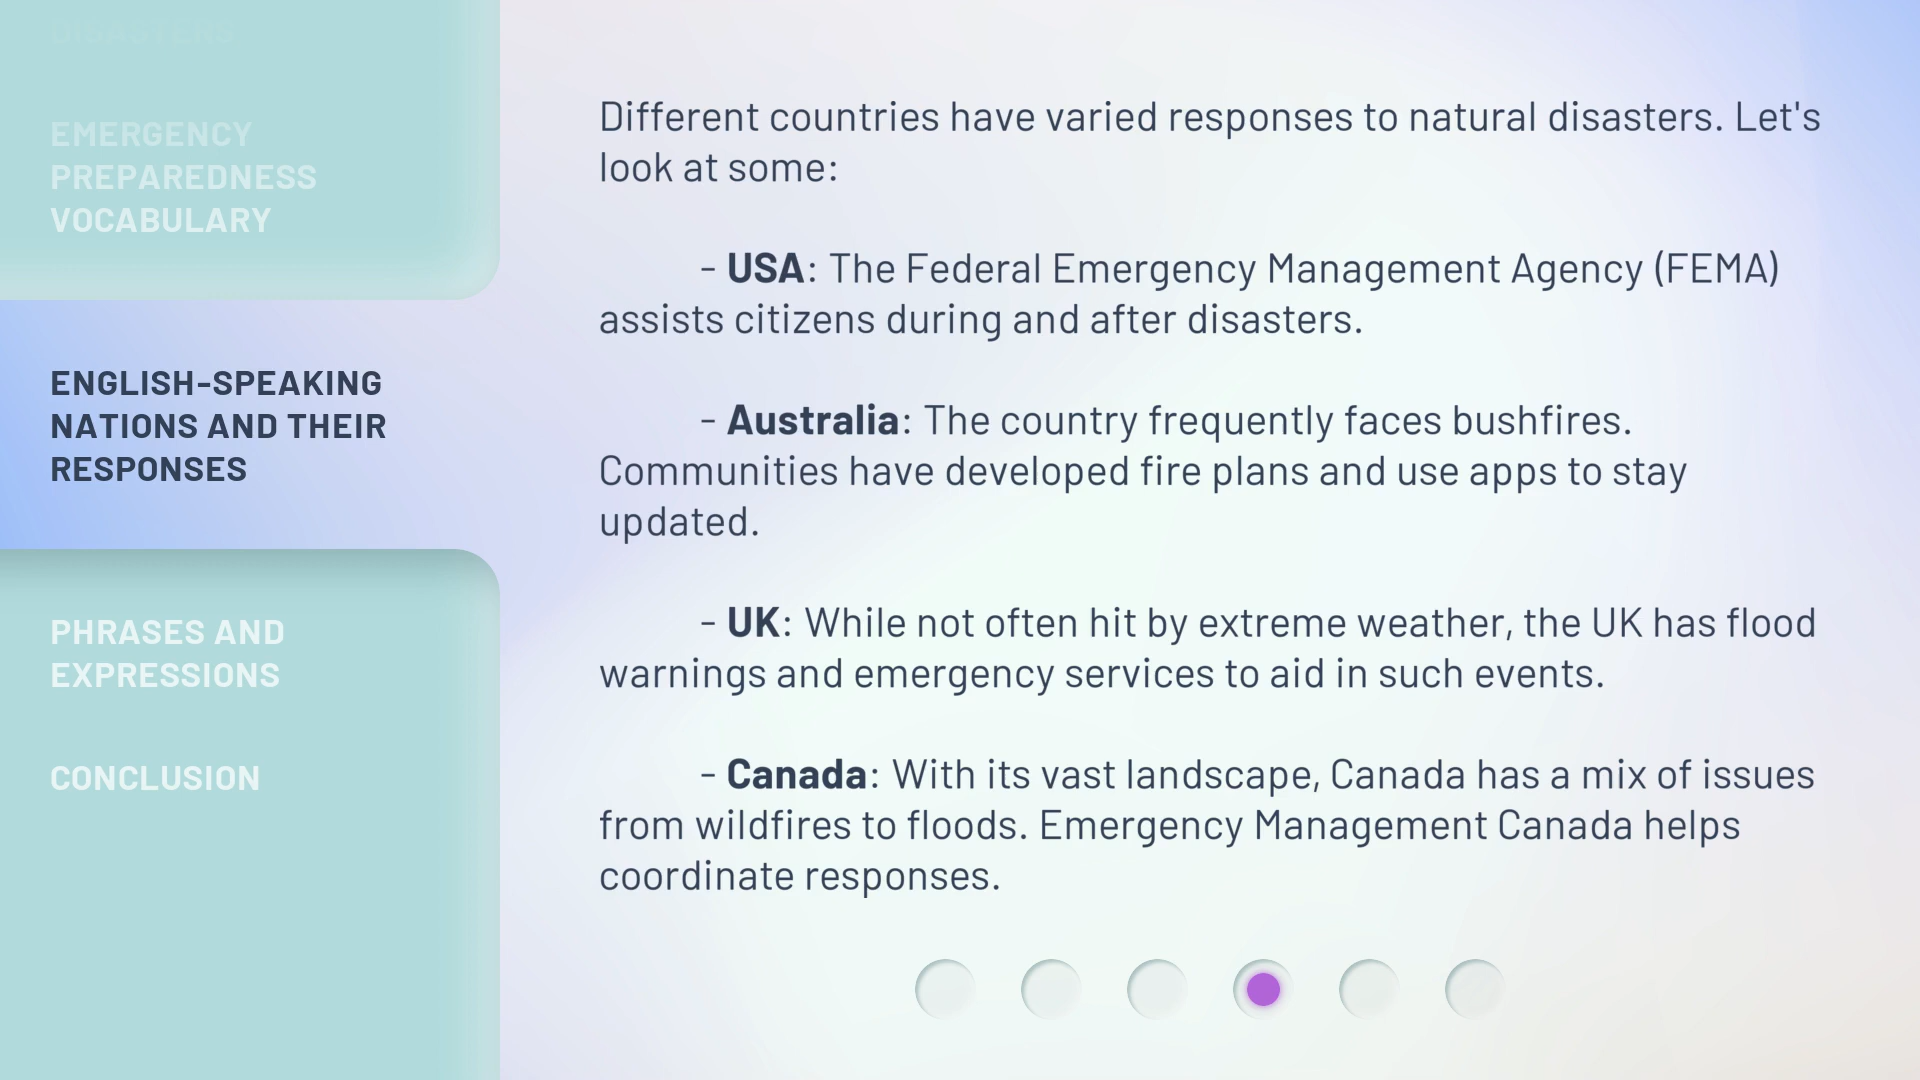 DISASTERS
EMERGENCY
PREPAREDNESS
VOCABULARY
ENGLISH-SPEAKING
NATIONS AND THEIR
RESPONSES
PHRASES AND
EXPRESSIONS
CONCLUSION
Different countries have varied responses to natural disasters. Let's
look at some:
- USA: The Federal Emergency Management Agency (FEMA)
assists citizens during and after disasters.
- Australia: The country frequently faces bushfires.
Communities have developed fire plans and use apps to stay
updated.
- UK: While not often hit by extreme weather, the UK has flood
warnings and emergency services to aid in such events.
- Canada: With its vast landscape, Canada has a mix of issues
from wildfires to floods. Emergency Management Canada helps
coordinate responses.